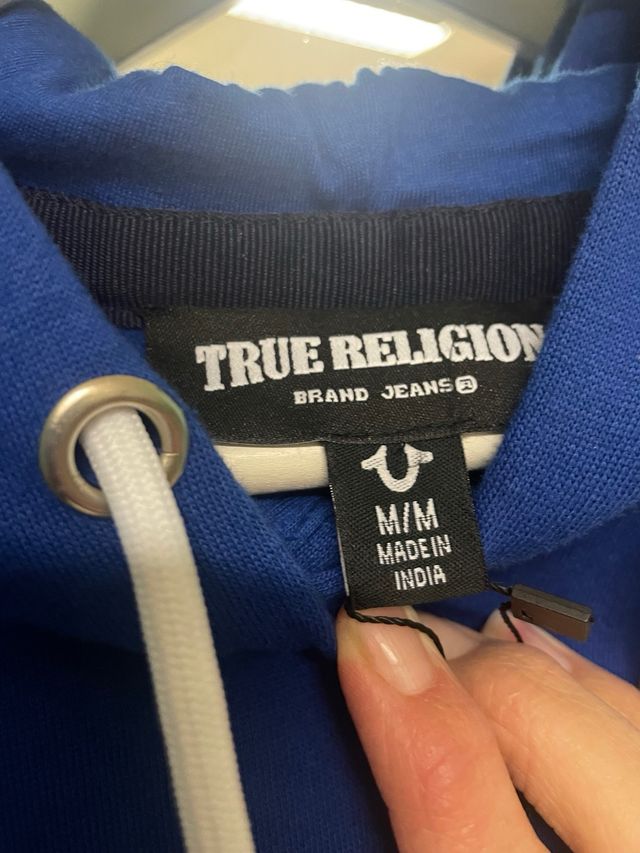 TRUE RELIGION
BRAND JEANS®
M/M
MADE IN
INDIA